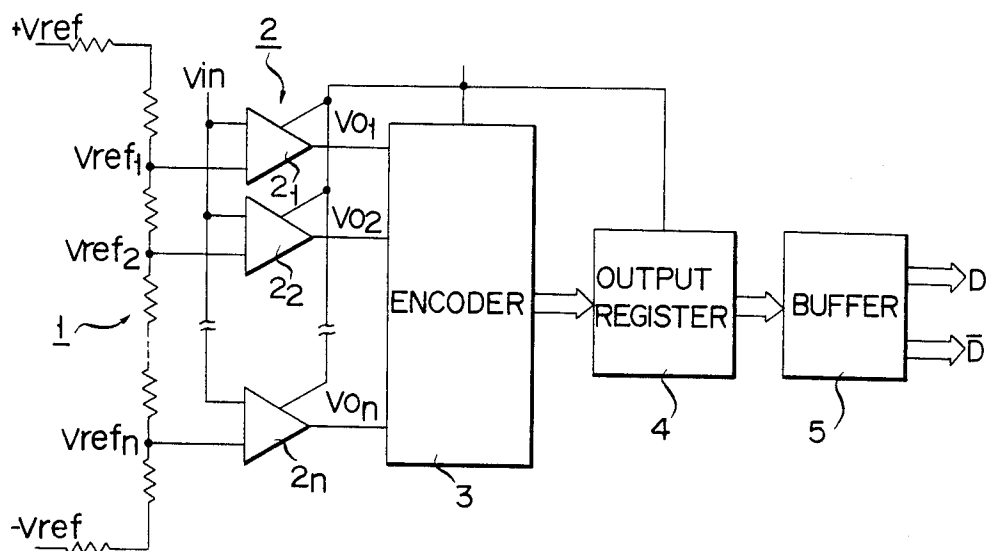 +Vref
Vin
2
Vref1
21
Vo1
Vref2
22
Vo2
1
ENCODER
OUTPUT
REGISTER
BUFFER
D
D̅
Vrefn
2n
Von
3
4
5
-Vref